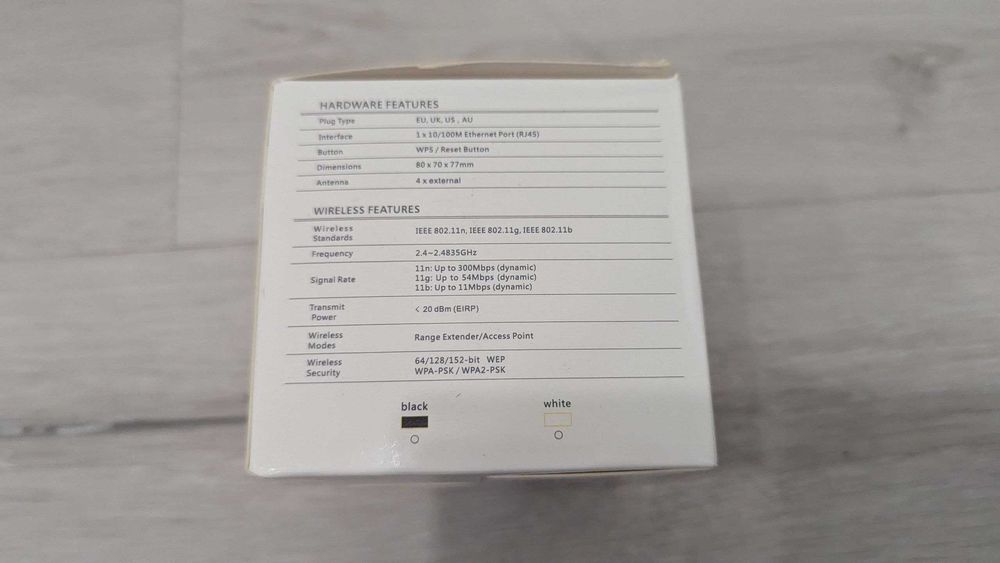 HARDWARE FEATURES
Plug Type EU, UK, US , AU
Interface 1 x 10/100M Ethernet Port (RJ45)
Button WPS / Reset Button
Dimensions 80 x 70 x 77mm
Antenna 4 x external
WIRELESS FEATURES
Wireless Standards IEEE 802.11n, IEEE 802.11g, IEEE 802.11b
Frequency 2.4~2.4835GHz
Signal Rate
11n: Up to 300Mbps (dynamic)
11g: Up to 54Mbps (dynamic)
11b: Up to 11Mbps (dynamic)
Transmit Power < 20 dBm (EIRP)
Wireless Modes Range Extender/Access Point
Wireless Security
64/128/152-bit WEP
WPA-PSK / WPA2-PSK
black white